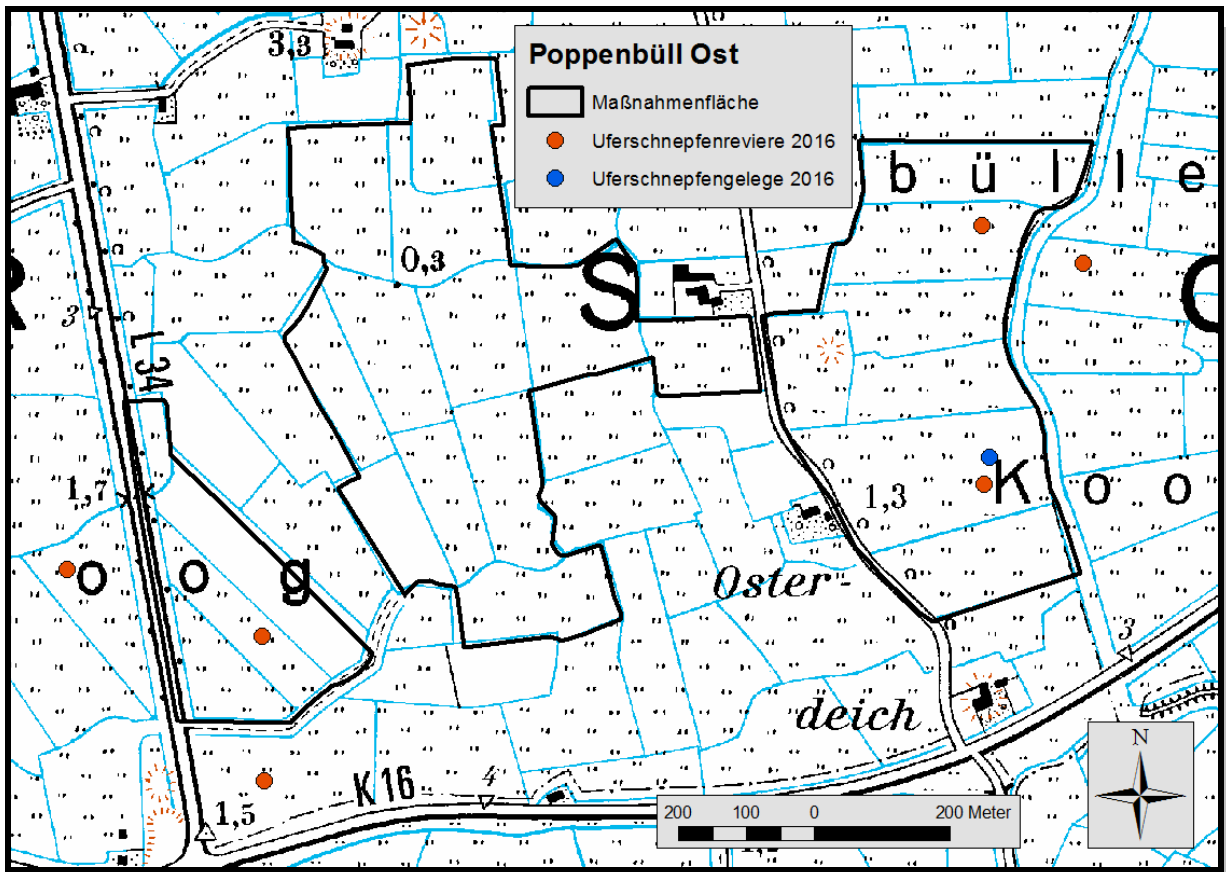 Poppenbüll Ost
Maßnahmenfläche
Uferschnepfenreviere 2016
Uferschnepfengelege 2016
3,3
b ü l l e
0,3
S
R
3
L 34
1,7
1,3
K o o
o o g
Oster-
3
deich
N
K 16
4
1,5
200 100 0 200 Meter